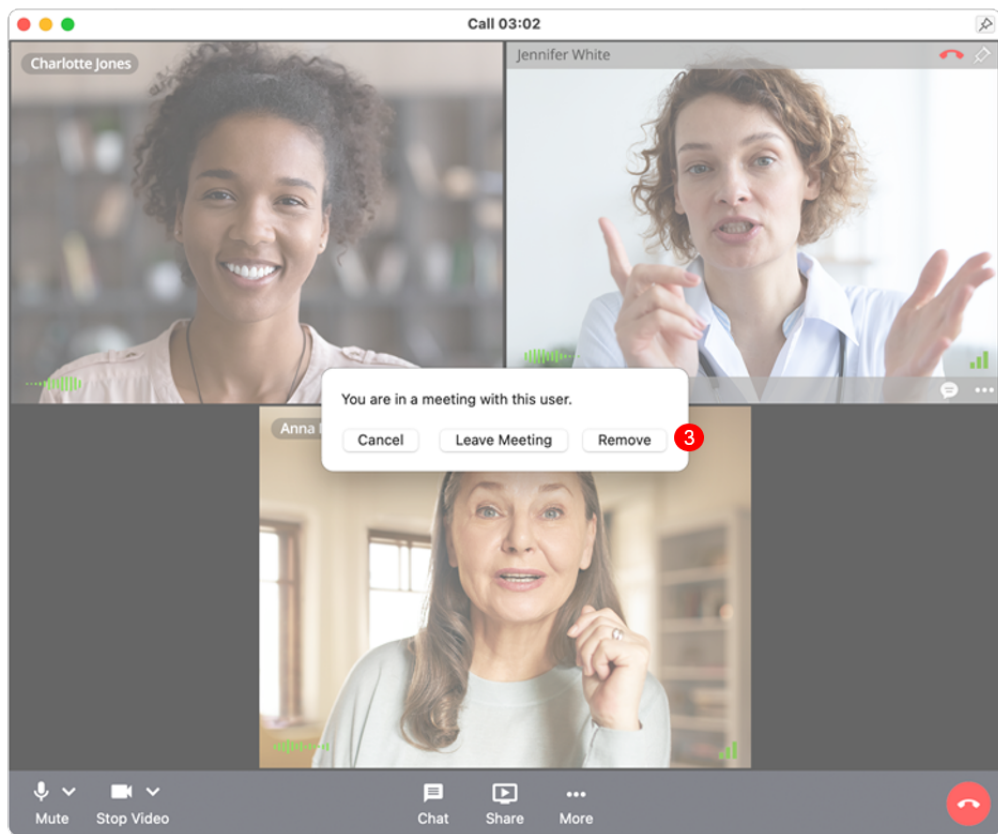 Call 03:02
Charlotte Jones
Jennifer White
You are in a meeting with this user.
Anna
Cancel Leave Meeting Remove 3
Mute Stop Video Chat Share More